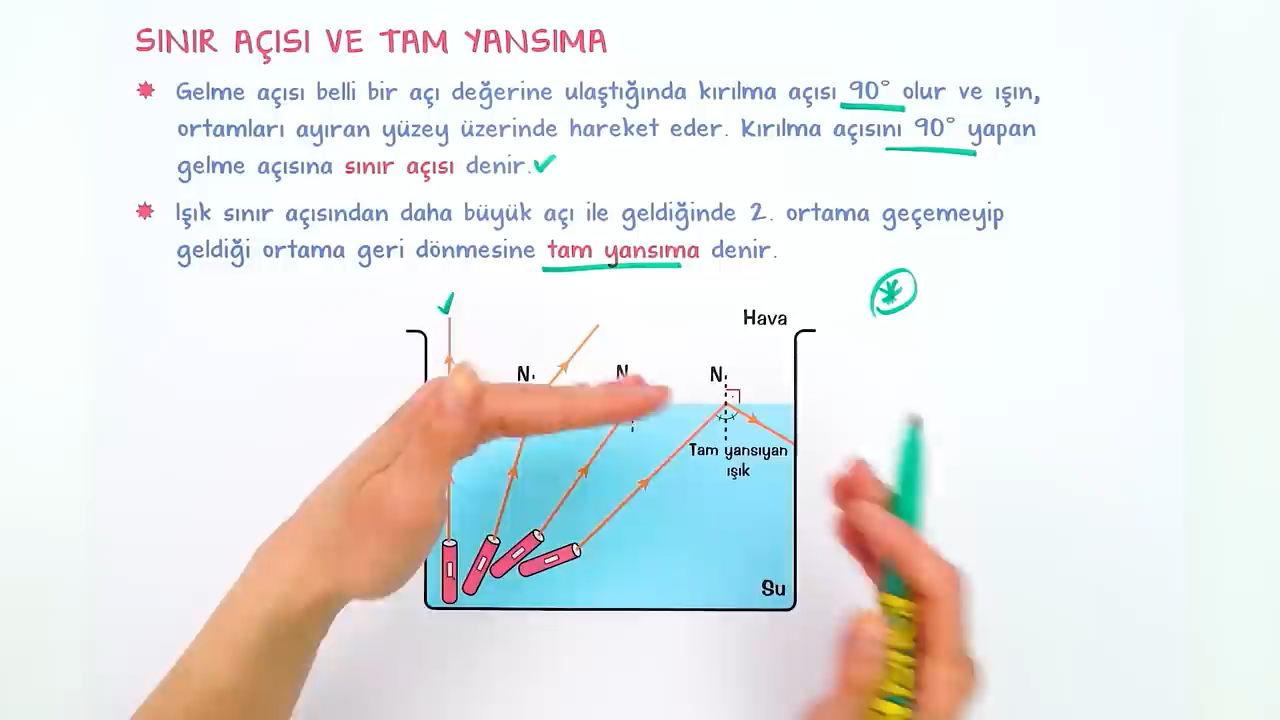 SINIR AÇISI VE TAM YANSIMA
Gelme açısı belli bir açı değerine ulaştığında kırılma açısı 90° olur ve ışın,
ortamları ayıran yüzey üzerinde hareket eder. Kırılma açısını 90° yapan
gelme açısına sınır açısı denir.
Işık sınır açısından daha büyük açı ile geldiğinde 2. ortama geçemeyip
geldiği ortama geri dönmesine tam yansıma denir.
Hava
N N N
Tam yansıyan
ışık
Su